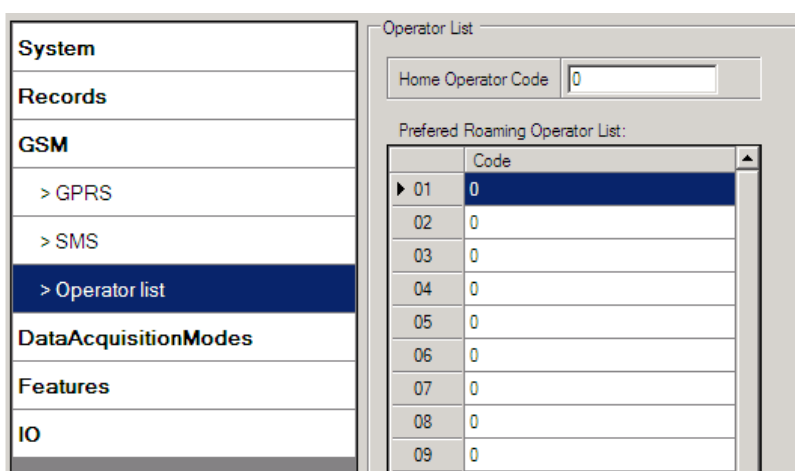 System
Records
GSM
> GPRS
> SMS
> Operator list
DataAcquisitionModes
Features
IO
Operator List
Home Operator Code 0
Prefered Roaming Operator List:
Code
01 0
02 0
03 0
04 0
05 0
06 0
07 0
08 0
09 0